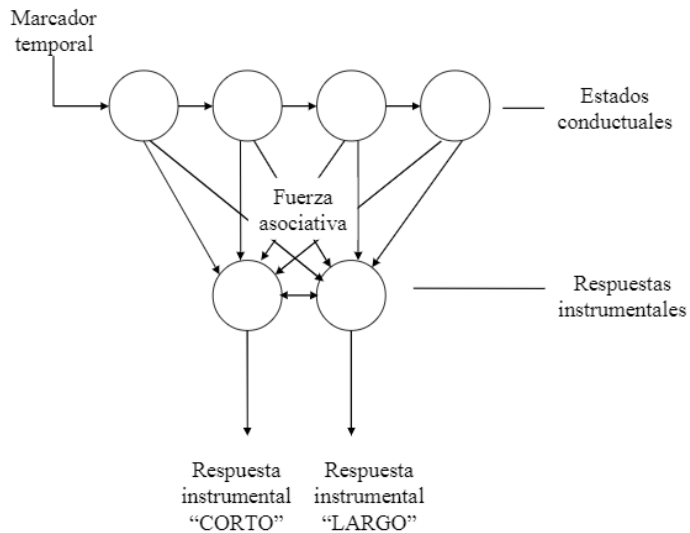 Marcador
temporal
Estados
conductuales
Fuerza
asociativa
Respuestas
instrumentales
Respuesta
instrumental
“CORTO”
Respuesta
instrumental
“LARGO”